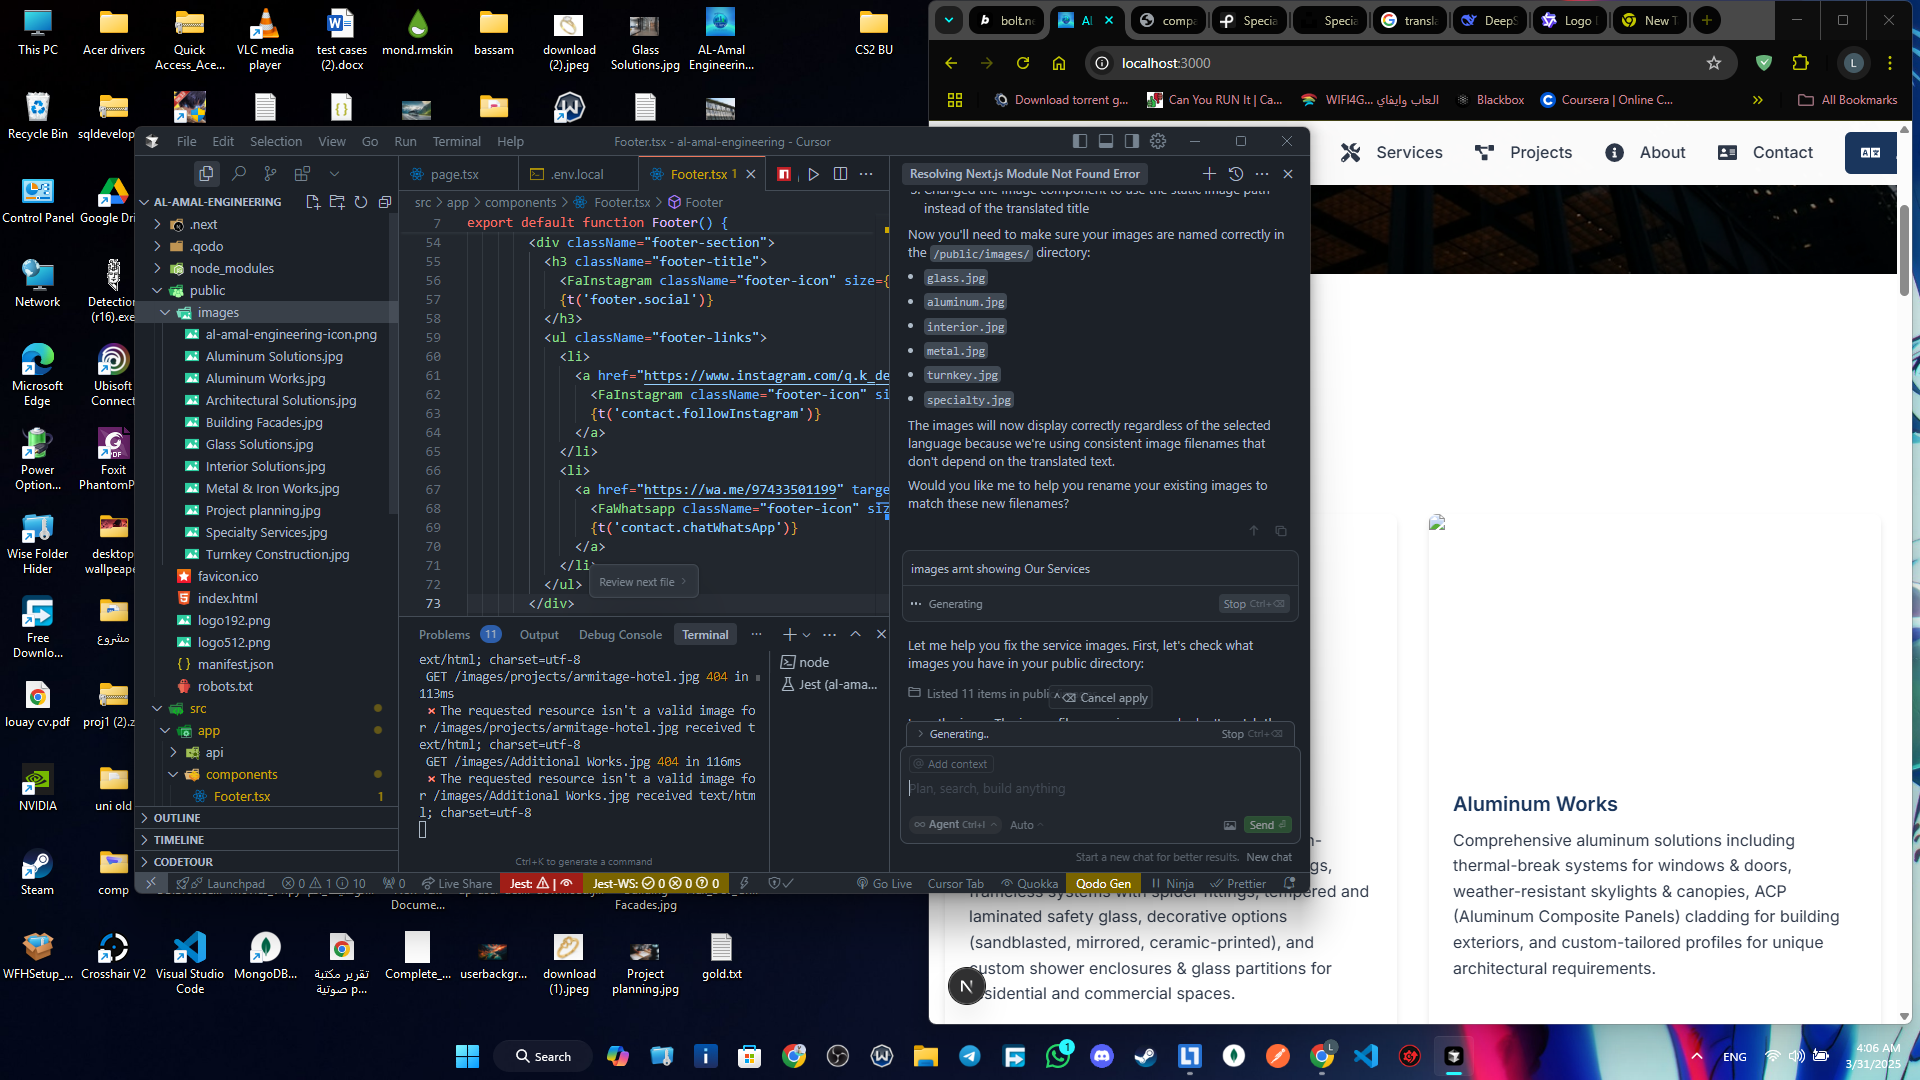 This PC
Acer drivers
Quick
Access_Ace...
VLC media
player
test cases
(2).docx
mond.rmskin
bassam
download
(2).jpeg
Glass
Solutions.jpg
AL-Amal
Engineerin...
CS2 BU
Recycle Bin
sqldevelop
Control Panel
Google Dri
Network
Detection
(r16).exe
Microsoft
Edge
Ubisoft
Connect
Power
Option...
Foxit
PhantomP
Wise Folder
Hider
desktop
wallpape
Free
Downlo...
مشروع
louay cv.pdf
proj1 (2).z
NVIDIA
uni old
Steam
comp
Docume...
Facades.jpg
WFHSetup_...
Crosshair V2
Visual Studio
Code
MongoDB...
تقرير مكتبة
صوتية p...
Complete_...
userbackgr...
download
(1).jpeg
Project
planning.jpg
gold.txt
File Edit Selection View Go Run Terminal Help
Footer.tsx - al-amal-engineering - Cursor
AL-AMAL-ENGINEERING
.next
.qodo
node_modules
public
images
al-amal-engineering-icon.png
Aluminum Solutions.jpg
Aluminum Works.jpg
Architectural Solutions.jpg
Building Facades.jpg
Glass Solutions.jpg
Interior Solutions.jpg
Metal & Iron Works.jpg
Project planning.jpg
Specialty Services.jpg
Turnkey Construction.jpg
favicon.ico
index.html
logo192.png
logo512.png
manifest.json
robots.txt
src
app
api
components
Footer.tsx 1
OUTLINE
TIMELINE
CODETOUR
page.tsx
.env.local
Footer.tsx 1
src > app > components > Footer.tsx > Footer
7 export default function Footer() {
54 <div className="footer-section">
55 <h3 className="footer-title">
56 <FaInstagram className="footer-icon" size={
57 {t('footer.social')}
58 </h3>
59 <ul className="footer-links">
60 <li>
61 <a href="https://www.instagram.com/q.k_de
62 <FaInstagram className="footer-icon" si
63 {t('contact.followInstagram')}
64 </a>
65 </li>
66 <li>
67 <a href="https://wa.me/97433501199" targe
68 <FaWhatsapp className="footer-icon" siz
69 {t('contact.chatWhatsApp')}
70 </a>
71 </li>
72 </ul>
73 </div>
Review next file
Problems 11 Output Debug Console Terminal
ext/html; charset=utf-8
GET /images/projects/armitage-hotel.jpg 404 in
113ms
⨯ The requested resource isn't a valid image fo
r /images/projects/armitage-hotel.jpg received t
ext/html; charset=utf-8
GET /images/Additional Works.jpg 404 in 116ms
⨯ The requested resource isn't a valid image fo
r /images/Additional Works.jpg received text/htm
l; charset=utf-8
Ctrl+K to generate a command
node
Jest (al-ama...
Resolving Next.js Module Not Found Error
3. Changed the image component to use the static image path
instead of the translated title
Now you'll need to make sure your images are named correctly in
the /public/images/ directory:
• glass.jpg
• aluminum.jpg
• interior.jpg
• metal.jpg
• turnkey.jpg
• specialty.jpg
The images will now display correctly regardless of the selected
language because we're using consistent image filenames that
don't depend on the translated text.
Would you like me to help you rename your existing images to
match these new filenames?
images amt showing Our Services
Generating
Stop Ctrl+⌫
Let me help you fix the service images. First, let's check what
images you have in your public directory:
Listed 11 items in publi
^⌫ Cancel apply
Generating..
Stop Ctrl+⌫
@ Add context
Plan, search, build anything
∞ Agent Ctrl+I
Auto
Send ⏎
Start a new chat for better results. New chat
Launchpad 0 1 10 0 Live Share Jest: Jest-WS: 0 0 0 Go Live Cursor Tab Quokka Qodo Gen Ninja Prettier
bolt.ne
Al
compa
Specia
Specia
transla
DeepS
Logo
New T
localhost:3000
L
Download torrent g...
Can You RUN It | Ca...
WIFI4G... العاب وايفاي
Blackbox
Coursera | Online C...
All Bookmarks
Services
Projects
About
Contact
Aluminum Works
Comprehensive aluminum solutions including
thermal-break systems for windows & doors,
weather-resistant skylights & canopies, ACP
(Aluminum Composite Panels) cladding for building
exteriors, and custom-tailored profiles for unique
architectural requirements.
frameless systems with spider fittings, tempered and
laminated safety glass, decorative options
(sandblasted, mirrored, ceramic-printed), and
custom shower enclosures & glass partitions for
sidential and commercial spaces.
N
Search
1
L
ENG
4:06 AM
3/31/2025